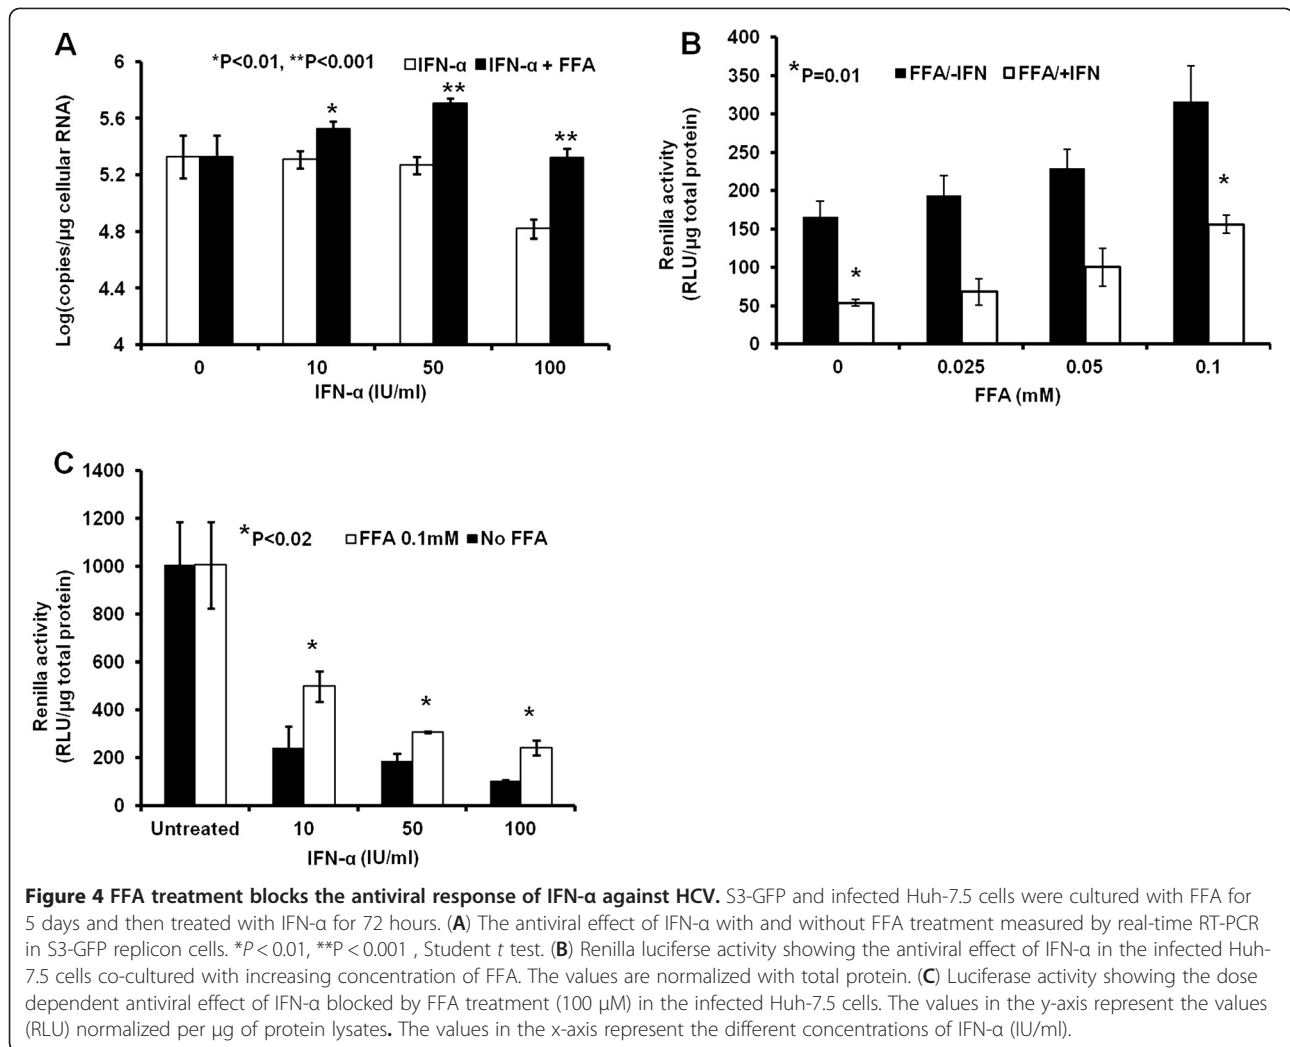 A
*P<0.01, **P<0.001 IFN-α IFN-α + FFA
Log(copies/µg cellular RNA)
6
5.6
5.2
4.8
4.4
4
* ** **
0 10 50 100
IFN-α (IU/ml)
B
*P=0.01 FFA/-IFN FFA/+IFN
Renilla activity
(RLU/µg total protein)
400
350
300
250
200
150
100
50
0
* *
0 0.025 0.05 0.1
FFA (mM)
C
*P<0.02 FFA 0.1mM No FFA
Renilla activity
(RLU/µg total protein)
1400
1200
1000
800
600
400
200
0
* * *
Untreated 10 50 100
IFN-α (IU/ml)
Figure 4 FFA treatment blocks the antiviral response of IFN-α against HCV. S3-GFP and infected Huh-7.5 cells were cultured with FFA for
5 days and then treated with IFN-α for 72 hours. (A) The antiviral effect of IFN-α with and without FFA treatment measured by real-time RT-PCR
in S3-GFP replicon cells. *P < 0.01, **P < 0.001 , Student t test. (B) Renilla luciferse activity showing the antiviral effect of IFN-α in the infected Huh-
7.5 cells co-cultured with increasing concentration of FFA. The values are normalized with total protein. (C) Luciferase activity showing the dose
dependent antiviral effect of IFN-α blocked by FFA treatment (100 µM) in the infected Huh-7.5 cells. The values in the y-axis represent the values
(RLU) normalized per µg of protein lysates. The values in the x-axis represent the different concentrations of IFN-α (IU/ml).